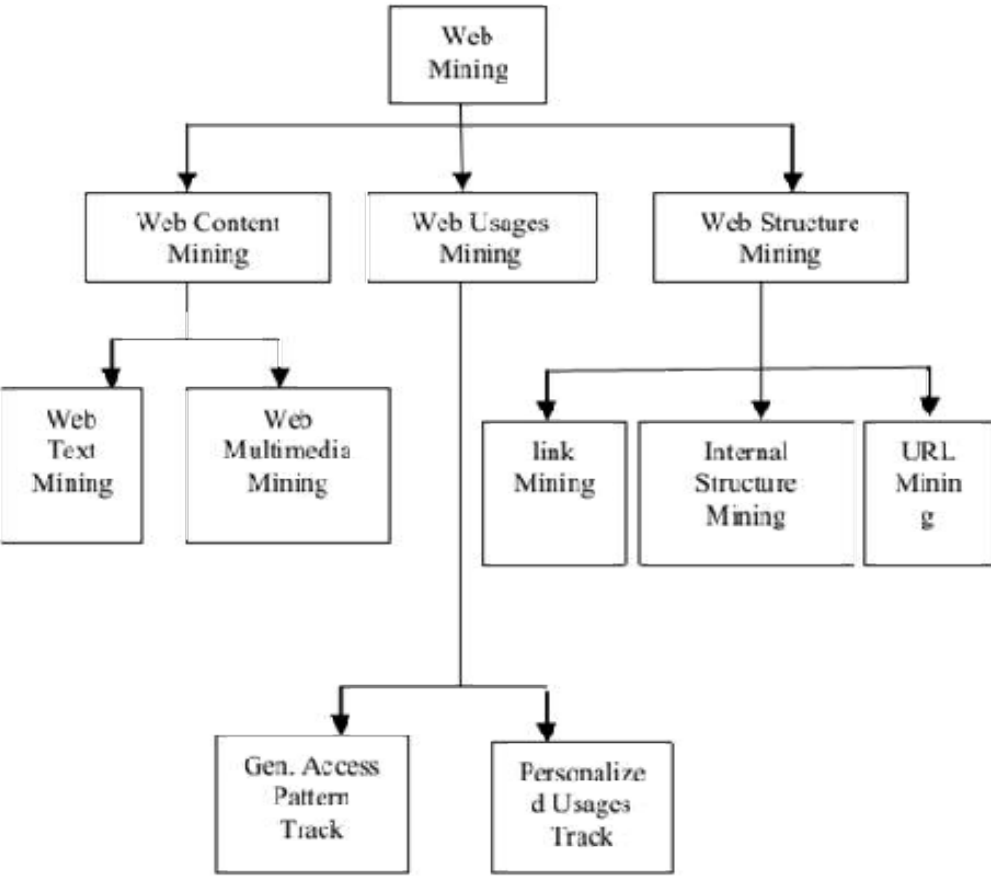 Web
Mining
Web Content
Mining
Web Usages
Mining
Web Structure
Mining
Web
Text
Mining
Web
Multimedia
Mining
link
Mining
Internal
Structure
Mining
URL
Minin
g
Gen. Access
Pattern
Track
Personalize
d Usages
Track